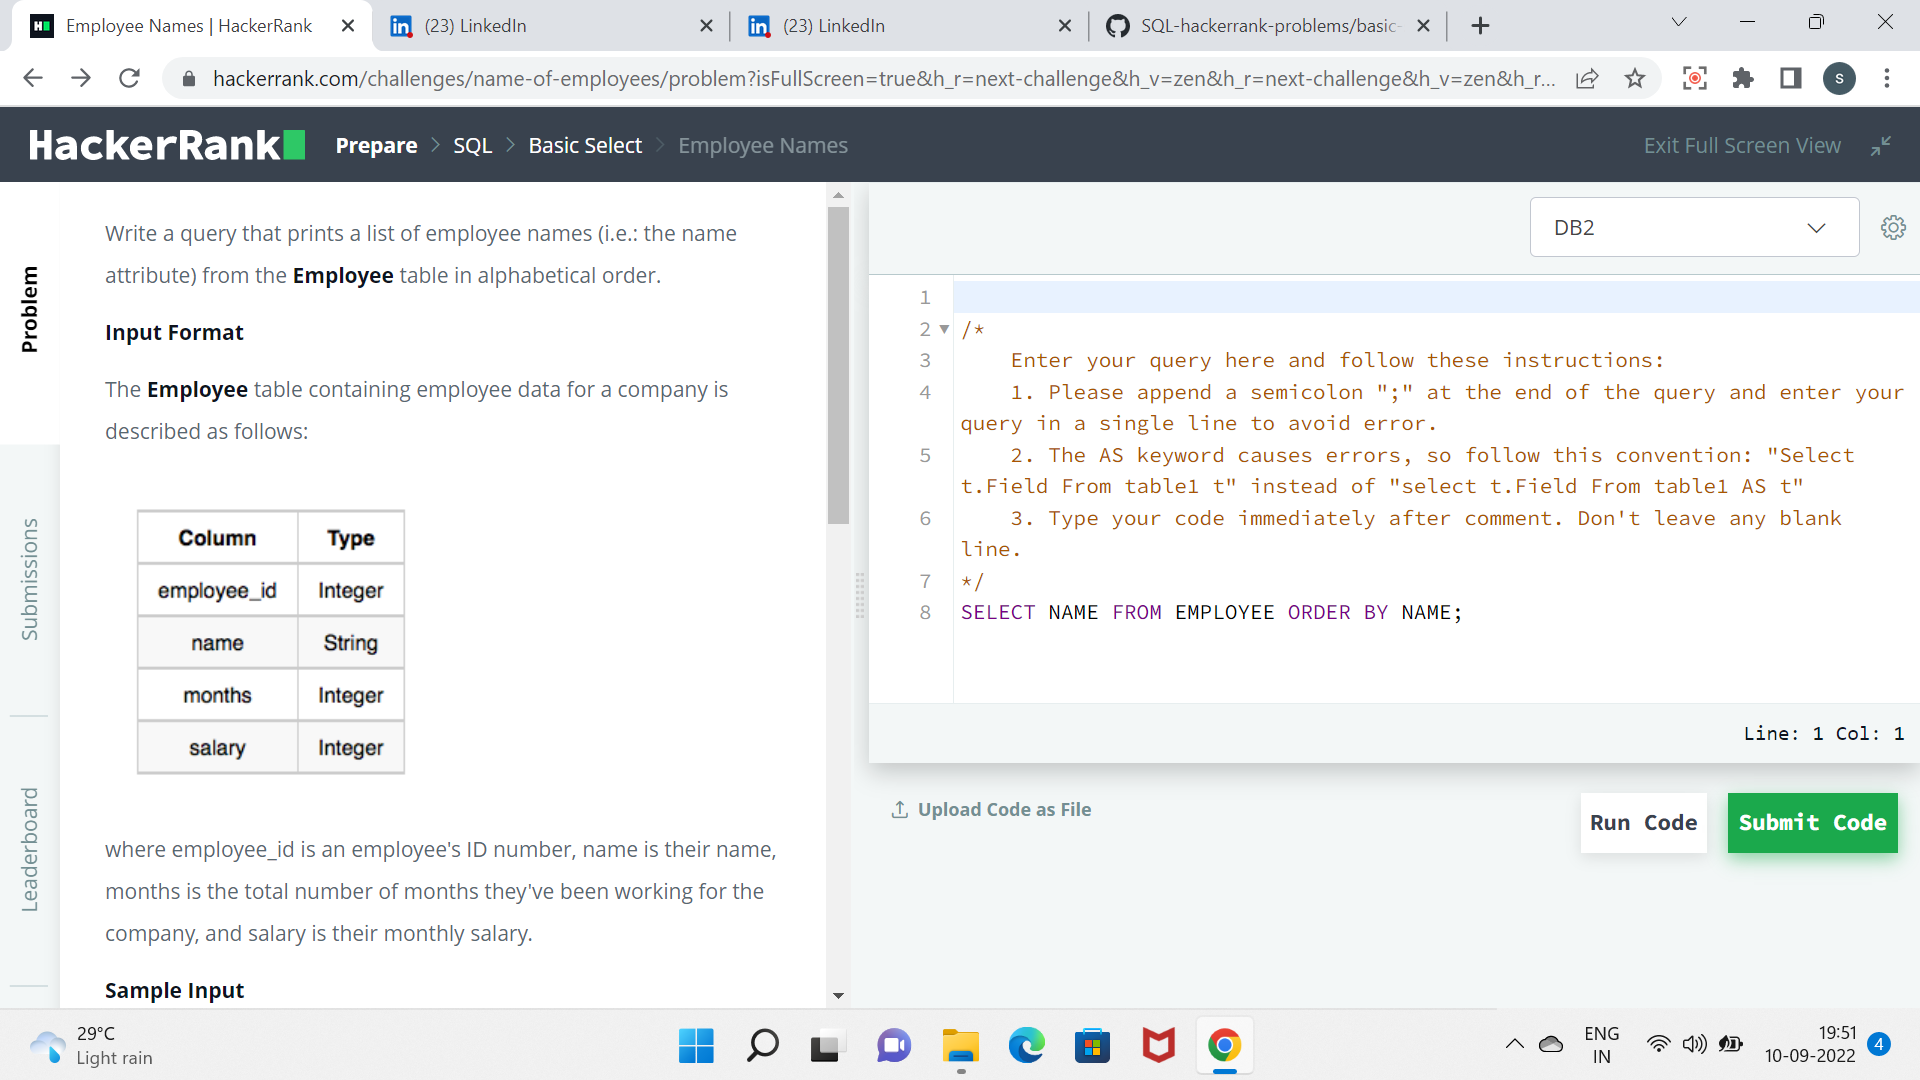 Employee Names | HackerRank
(23) LinkedIn
(23) LinkedIn
SQL-hackerrank-problems/basic-
hackerrank.com/challenges/name-of-employees/problem?isFullScreen=true&h_r=next-challenge&h_v=zen&h_r=next-challenge&h_v=zen&h_r...
S
HackerRank
Prepare > SQL > Basic Select > Employee Names
Exit Full Screen View
Problem
Submissions
Leaderboard
Write a query that prints a list of employee names (i.e.: the name
attribute) from the Employee table in alphabetical order.
Input Format
The Employee table containing employee data for a company is
described as follows:
Column Type
employee_id Integer
name String
months Integer
salary Integer
where employee_id is an employee's ID number, name is their name,
months is the total number of months they've been working for the
company, and salary is their monthly salary.
Sample Input
DB2
1
2 /*
3 Enter your query here and follow these instructions:
4 1. Please append a semicolon ";" at the end of the query and enter your
query in a single line to avoid error.
5 2. The AS keyword causes errors, so follow this convention: "Select
t.Field From table1 t" instead of "select t.Field From table1 AS t"
6 3. Type your code immediately after comment. Don't leave any blank
line.
7 */
8 SELECT NAME FROM EMPLOYEE ORDER BY NAME;
Line: 1 Col: 1
Upload Code as File
Run Code
Submit Code
29°C
Light rain
ENG
IN
19:51
10-09-2022
4